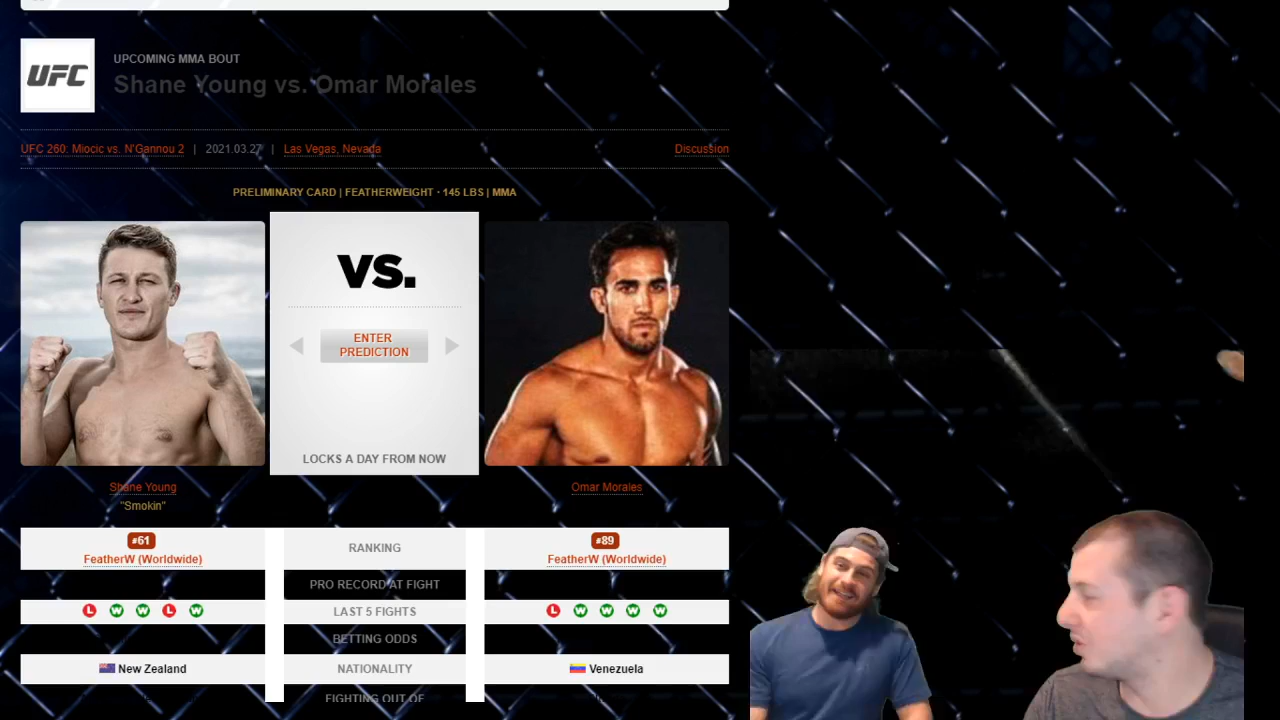 UFC
UPCOMING MMA BOUT
Shane Young vs. Omar Morales
UFC 260: Miocic vs. N'Gannou 2 | 2021.03.27 | Las Vegas, Nevada
Discussion
PRELIMINARY CARD | FEATHERWEIGHT · 145 LBS | MMA
VS.
ENTER
PREDICTION
LOCKS A DAY FROM NOW
Shane Young
Omar Morales
"Smokin"
#61
FeatherW (Worldwide)
RANKING
#89
FeatherW (Worldwide)
PRO RECORD AT FIGHT
L W W L W
LAST 5 FIGHTS
L W W W W
BETTING ODDS
New Zealand
NATIONALITY
Venezuela
FIGHTING OUT OF